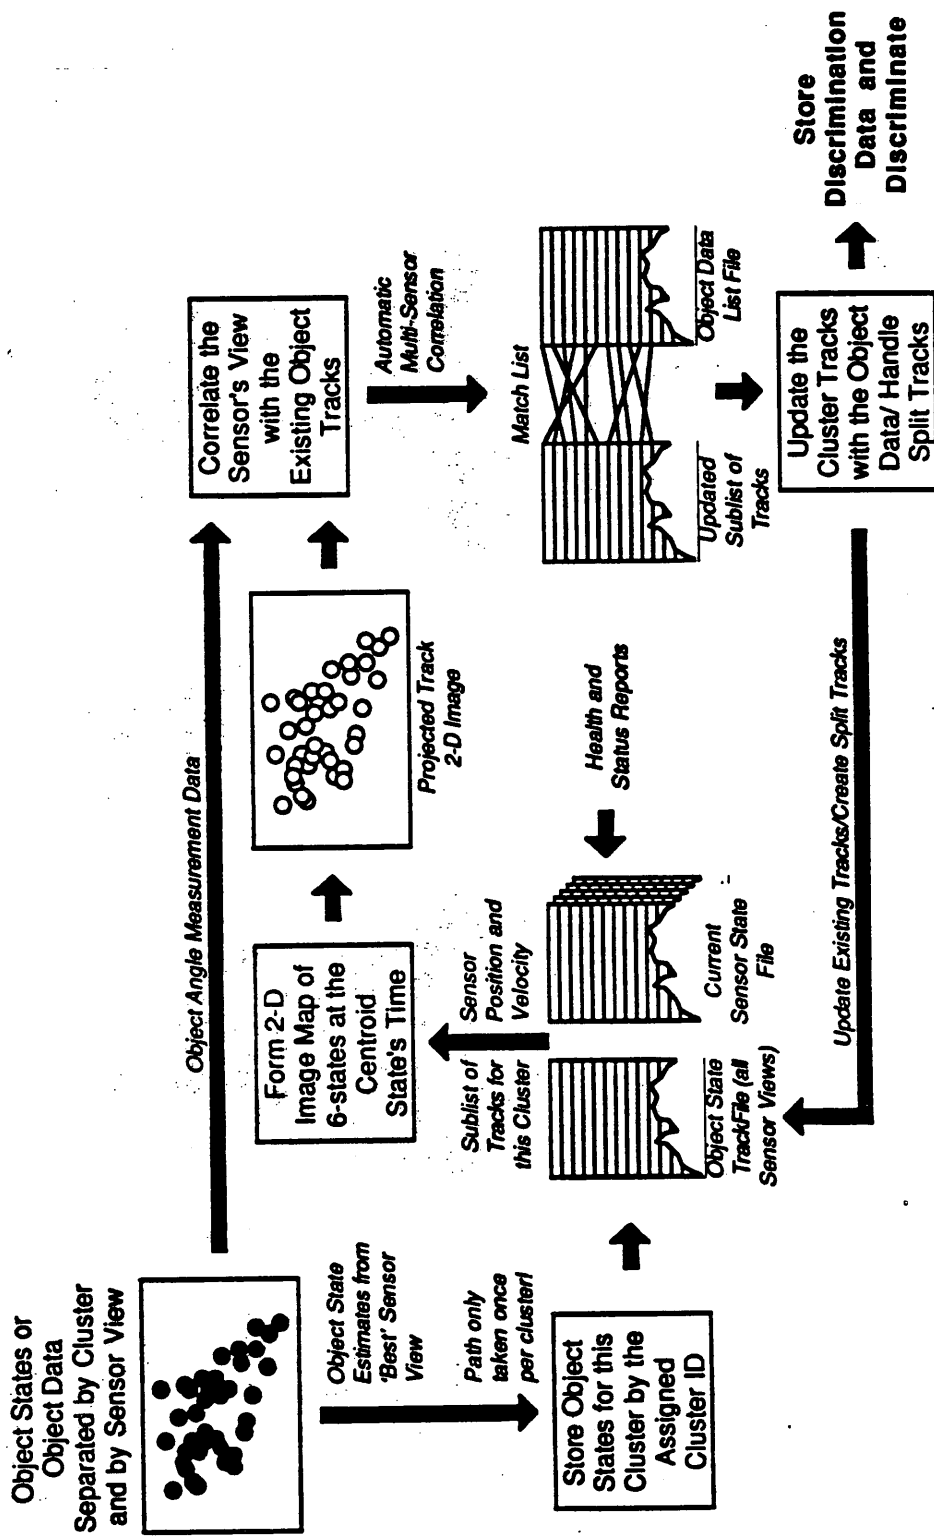 Object States or
Object Data
Separated by Cluster
and by Sensor View
Object Angle Measurement Data
Object State
Estimates from
'Best' Sensor
View
Path only
taken once
per cluster!
Store Object
States for this
Cluster by the
Assigned
Cluster ID
Form 2-D
Image Map of
6-states at the
Centroid
State's Time
Sublist of
Tracks for
this Cluster
Sensor
Position and
Velocity
Object State
TrackFile (all
Sensor Views)
Current
Sensor State
File
Health and
Status Reports
Projected Track
2-D Image
Correlate the
Sensor's View
with the
Existing Object
Tracks
Automatic
Multi-Sensor
Correlation
Match List
Updated
Sublist of
Tracks
Object Data
List File
Update the
Cluster Tracks
with the Object
Data/ Handle
Split Tracks
Update Existing Tracks/Create Split Tracks
Store
Discrimination
Data and
Discriminate